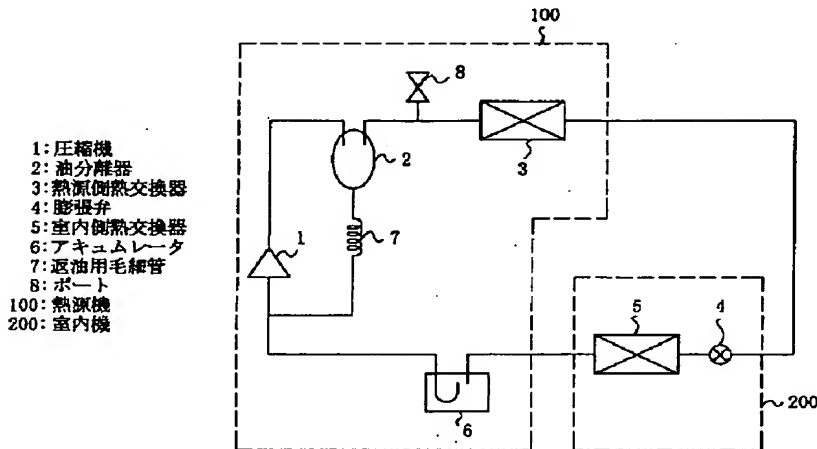 1:圧縮機
2:油分離器
3:熱源側熱交換器
4:膨張弁
5:室内側熱交換器
6:アキュムレータ
7:返油用毛細管
8:ポート
100:熱源機
200:室内機
100
8
2
3
7
1
5
4
200
6